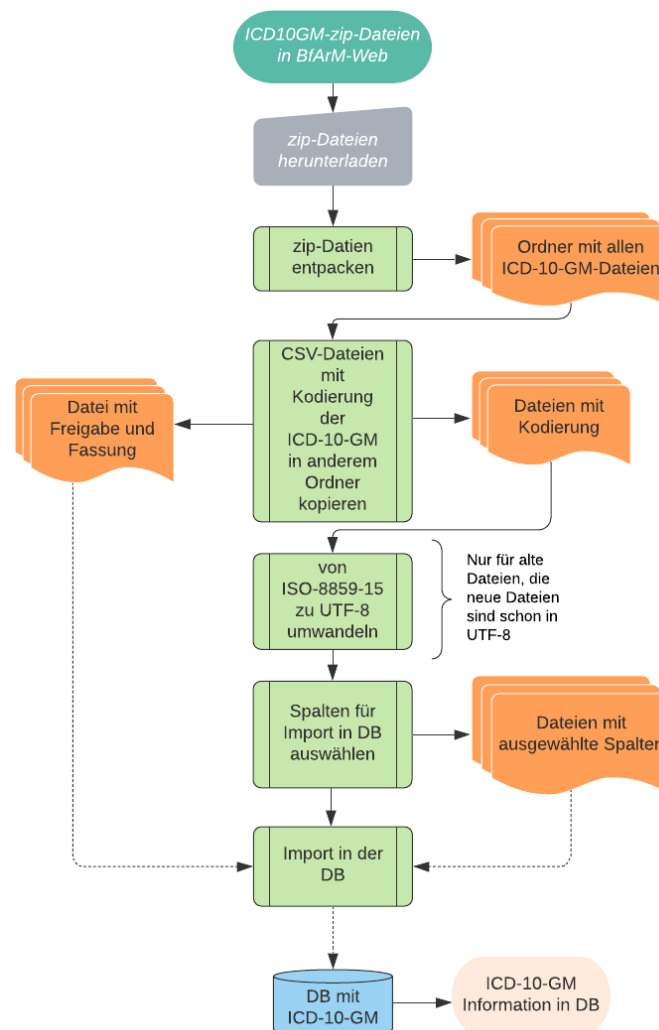 ICD10GM-zip-Dateien
in BfArM-Web
zip-Dateien
herunterladen
zip-Datien
entpacken
Ordner mit allen
ICD-10-GM-Dateien
CSV-Dateien
mit
Kodierung
der
ICD-10-GM
in anderem
Ordner
kopieren
Datei mit
Freigabe und
Fassung
Dateien mit
Kodierung
von
ISO-8859-15
zu UTF-8
umwandeln
Nur für alte
Dateien, die
neue Dateien
sind schon in
UTF-8
Spalten für
Import in DB
auswählen
Dateien mit
ausgewählte Spalten
Import in der
DB
DB mit
ICD-10-GM
ICD-10-GM
Information in DB